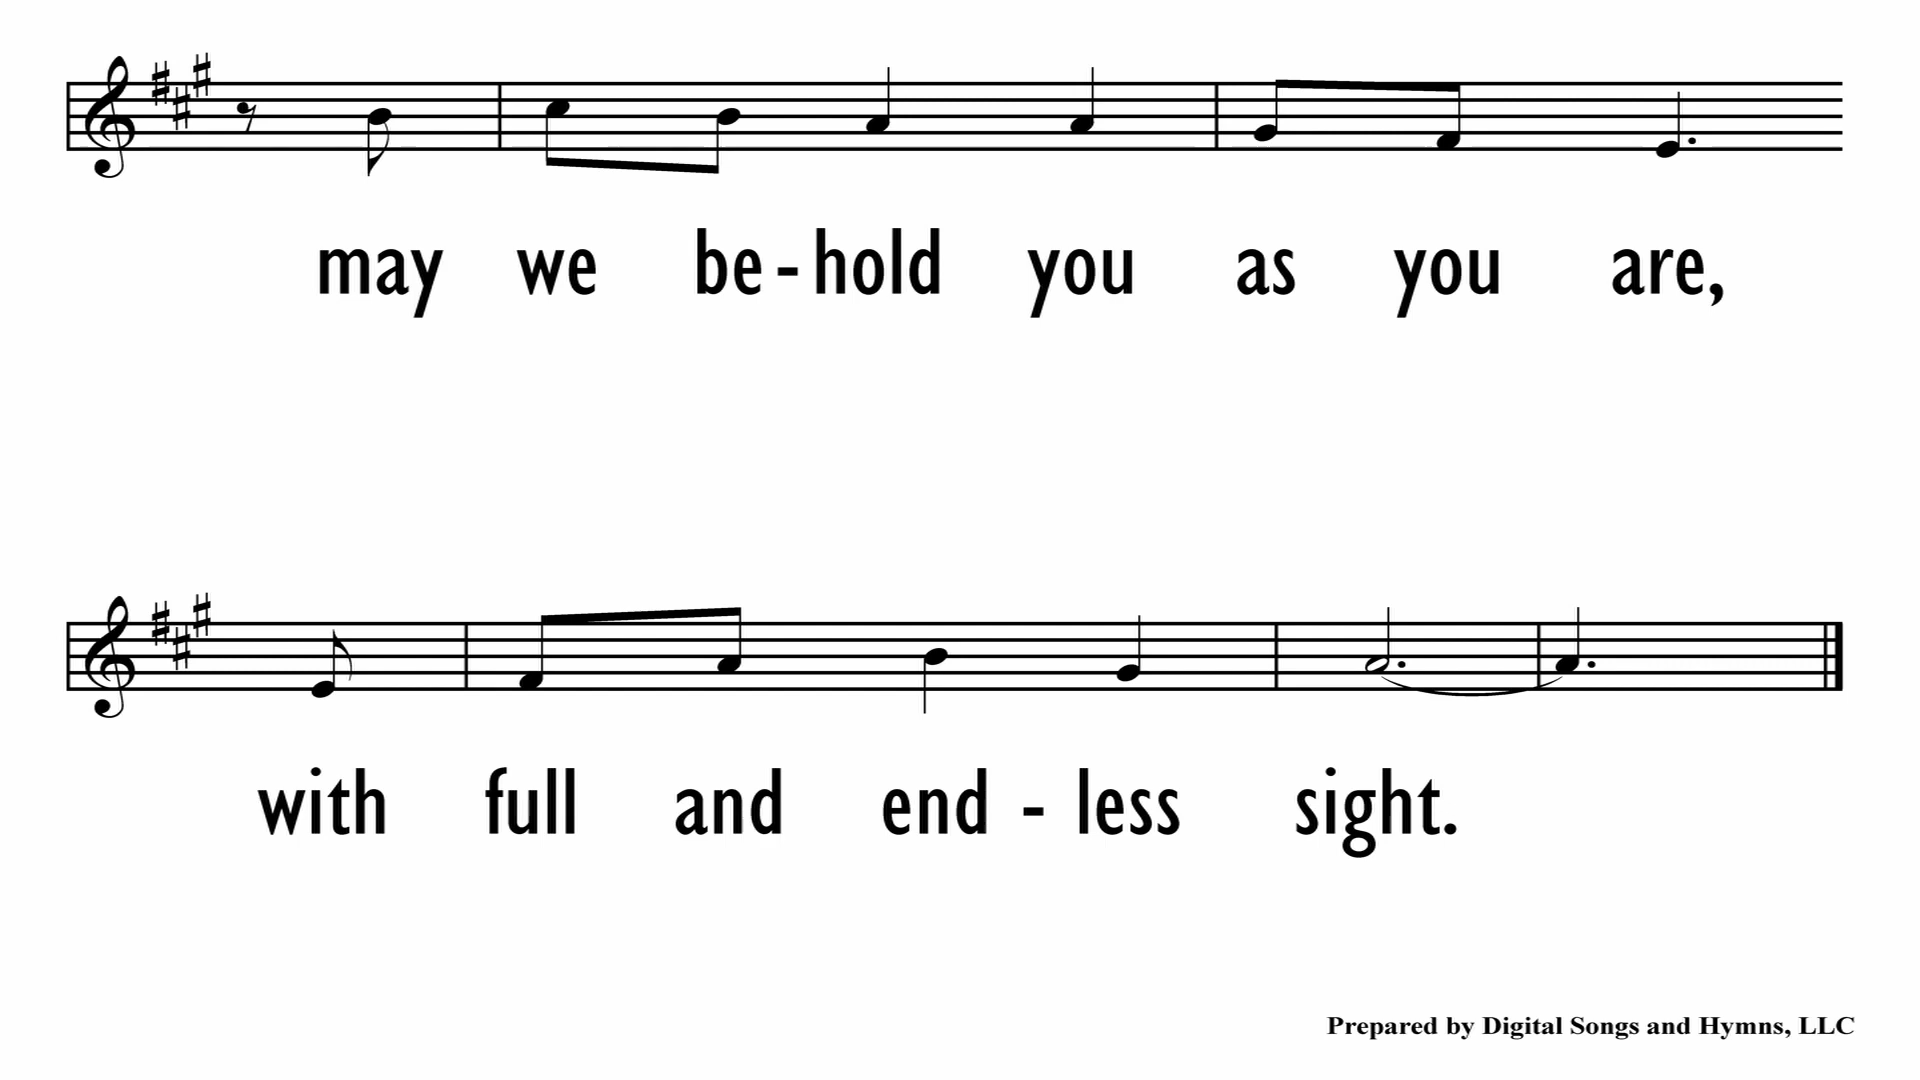 may we be-hold you as you are,
with full and end - less sight.
Prepared by Digital Songs and Hymns, LLC